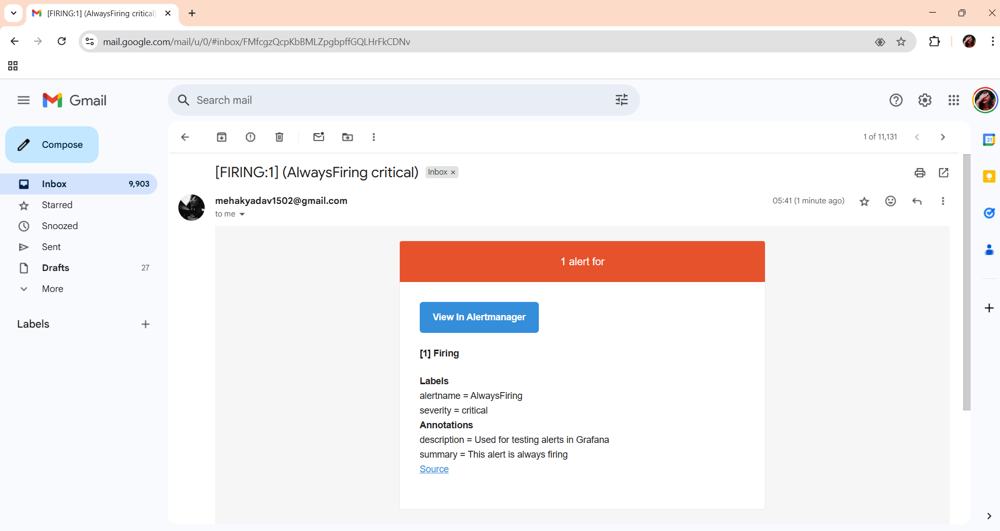 [FIRING:1] (AlwaysFiring critical)
mail.google.com/mail/u/0/#inbox/FMfcgzQcpKbBMLZpgbpffGQLHrFkCDNv
Gmail
Search mail
Compose
1 of 11,131
[FIRING:1] (AlwaysFiring critical) Inbox ×
Inbox 9,903
Starred
Snoozed
Sent
Drafts 27
More
Labels
mehakyadav1502@gmail.com
05:41 (1 minute ago)
to me
1 alert for
View In Alertmanager
[1] Firing
Labels
alertname = AlwaysFiring
severity = critical
Annotations
description = Used for testing alerts in Grafana
summary = This alert is always firing
Source
31